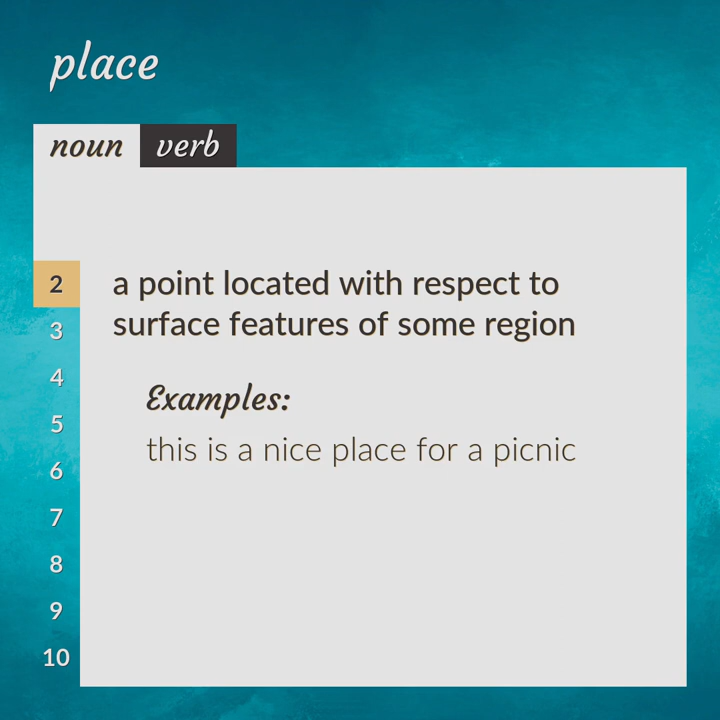 place
noun verb
2 a point located with respect to
3 surface features of some region
4 Examples:
5 this is a nice place for a picnic
6
7
8
9
10